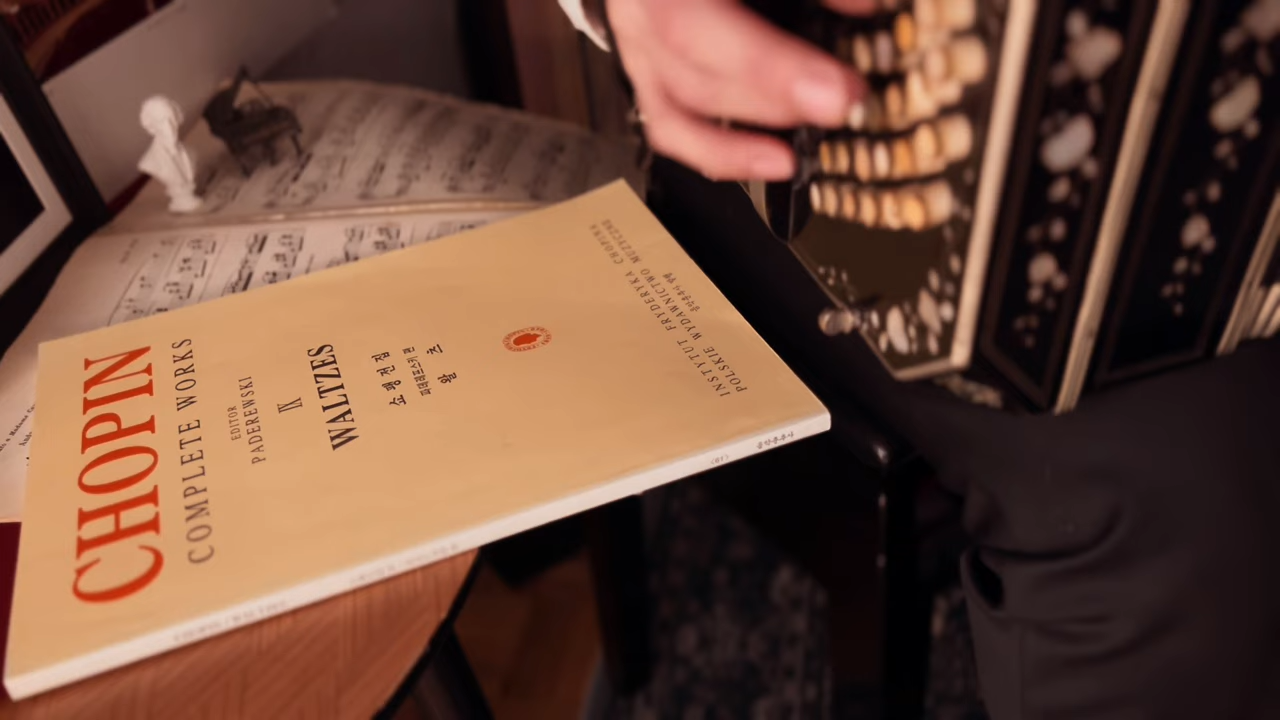 CHOPIN
COMPLETE WORKS
EDITOR
PADEREWSKI
IX
WALTZES
쇼팽전집
파데레프스키 편
왈츠
INSTYTUT FRYDERYKA CHOPINA
POLSKIE WYDAWNICTWO MUZYCZNE